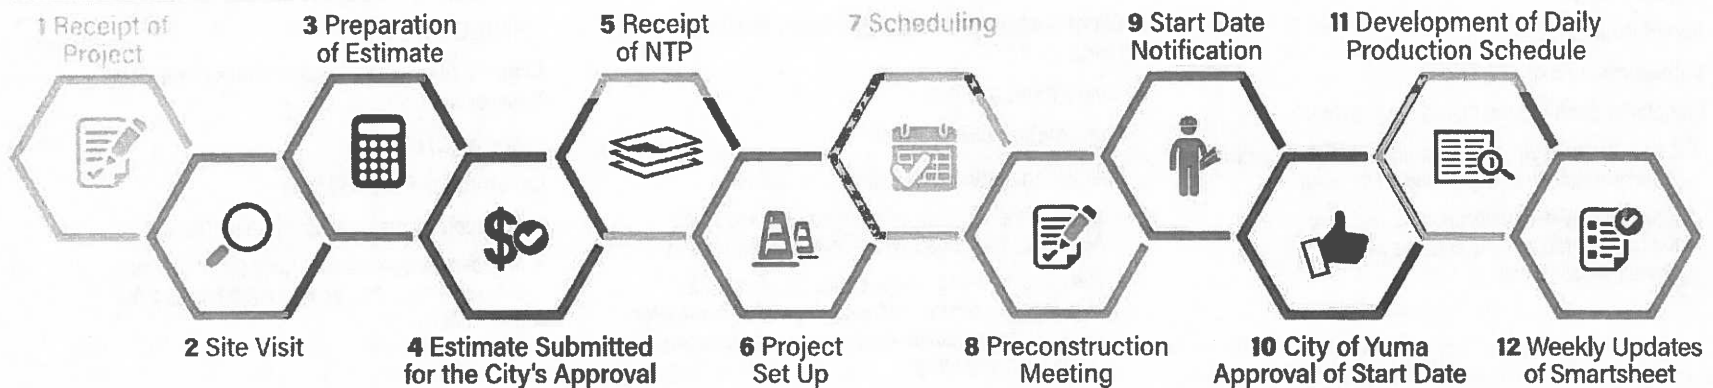 1 Receipt of
Project
2 Site Visit
3 Preparation
of Estimate
4 Estimate Submitted
for the City's Approval
5 Receipt
of NTP
6 Project
Set Up
7 Scheduling
8 Preconstruction
Meeting
9 Start Date
Notification
10 City of Yuma
Approval of Start Date
11 Development of Daily
Production Schedule
12 Weekly Updates
of Smartsheet